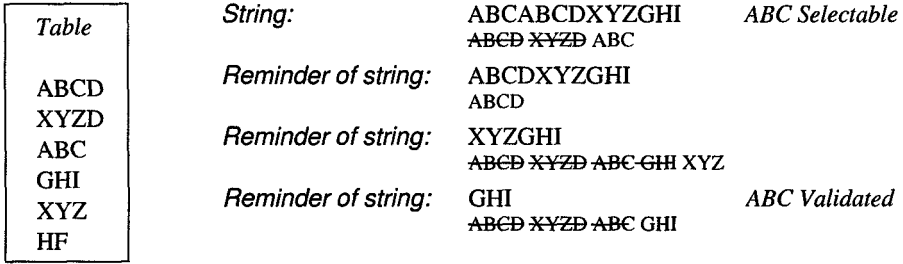 Table
ABCD
XYZD
ABC
GHI
XYZ
HF
String: ABCABCDXYZGHI ABC Selectable
ABCD XYZD ABC
Reminder of string: ABCDXYZGHI
ABCD
Reminder of string: XYZGHI
ABCD XYZD ABC GHI XYZ
Reminder of string: GHI ABC Validated
ABCD XYZD ABC GHI